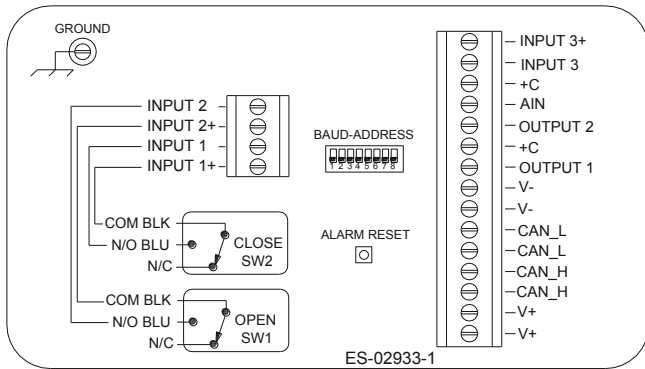 GROUND
INPUT 2
INPUT 2+
INPUT 1
INPUT 1+
COM BLK
N/O BLU
N/C
CLOSE
SW2
COM BLK
N/O BLU
N/C
OPEN
SW1
BAUD-ADDRESS
1 2 3 4 5 6 7 8
ALARM RESET
INPUT 3+
INPUT 3
+C
AIN
OUTPUT 2
+C
OUTPUT 1
V-
V-
CAN_L
CAN_L
CAN_H
CAN_H
V+
V+
ES-02933-1